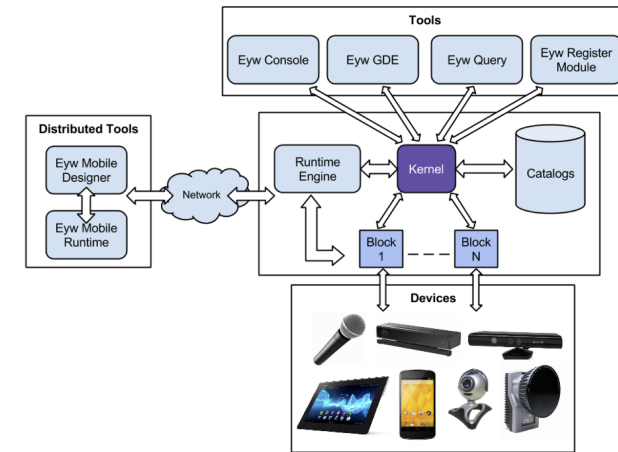 Tools
Eyw Console
Eyw GDE
Eyw Query
Eyw Register
Module
Distributed Tools
Eyw Mobile
Designer
Eyw Mobile
Runtime
Network
Runtime
Engine
Kernel
Catalogs
Block
1
Block
N
Devices